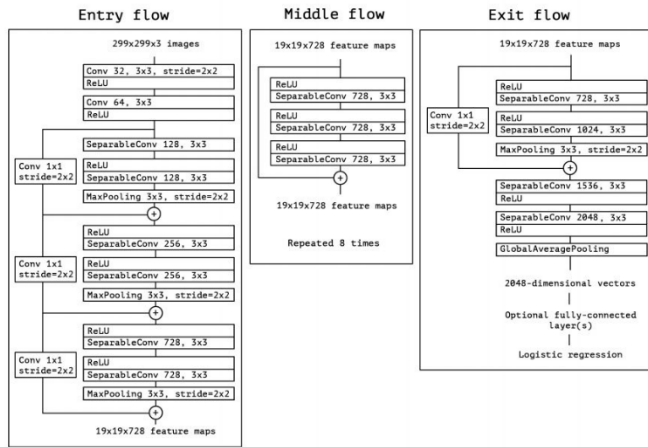 Entry flow
299x299x3 images
Conv 32, 3x3, stride=2x2
ReLU
Conv 64, 3x3
ReLU
SeparableConv 128, 3x3
Conv 1x1
stride=2x2
ReLU
SeparableConv 128, 3x3
MaxPooling 3x3, stride=2x2
+
ReLU
SeparableConv 256, 3x3
Conv 1x1
stride=2x2
ReLU
SeparableConv 256, 3x3
MaxPooling 3x3, stride=2x2
+
ReLU
SeparableConv 728, 3x3
Conv 1x1
stride=2x2
ReLU
SeparableConv 728, 3x3
MaxPooling 3x3, stride=2x2
+
19x19x728 feature maps
Middle flow
19x19x728 feature maps
ReLU
SeparableConv 728, 3x3
ReLU
SeparableConv 728, 3x3
ReLU
SeparableConv 728, 3x3
+
19x19x728 feature maps
Repeated 8 times
Exit flow
19x19x728 feature maps
ReLU
SeparableConv 728, 3x3
Conv 1x1
stride=2x2
ReLU
SeparableConv 1024, 3x3
MaxPooling 3x3, stride=2x2
+
SeparableConv 1536, 3x3
ReLU
SeparableConv 2048, 3x3
ReLU
GlobalAveragePooling
2048-dimensional vectors
Optional fully-connected
layer(s)
Logistic regression